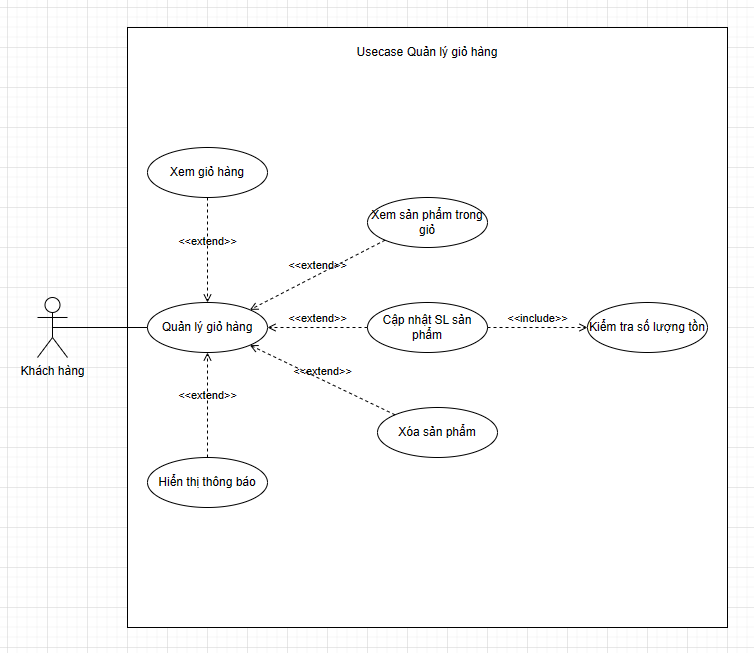 Usecase Quản lý giỏ hàng
Xem giỏ hàng
<<extend>>
Xem sản phẩm trong
giỏ
<<extend>>
Khách hàng
Quản lý giỏ hàng
<<extend>>
Cập nhật SL sản
phẩm
<<include>>
Kiểm tra số lượng tồn
<<extend>>
<<extend>>
Xóa sản phẩm
Hiển thị thông báo